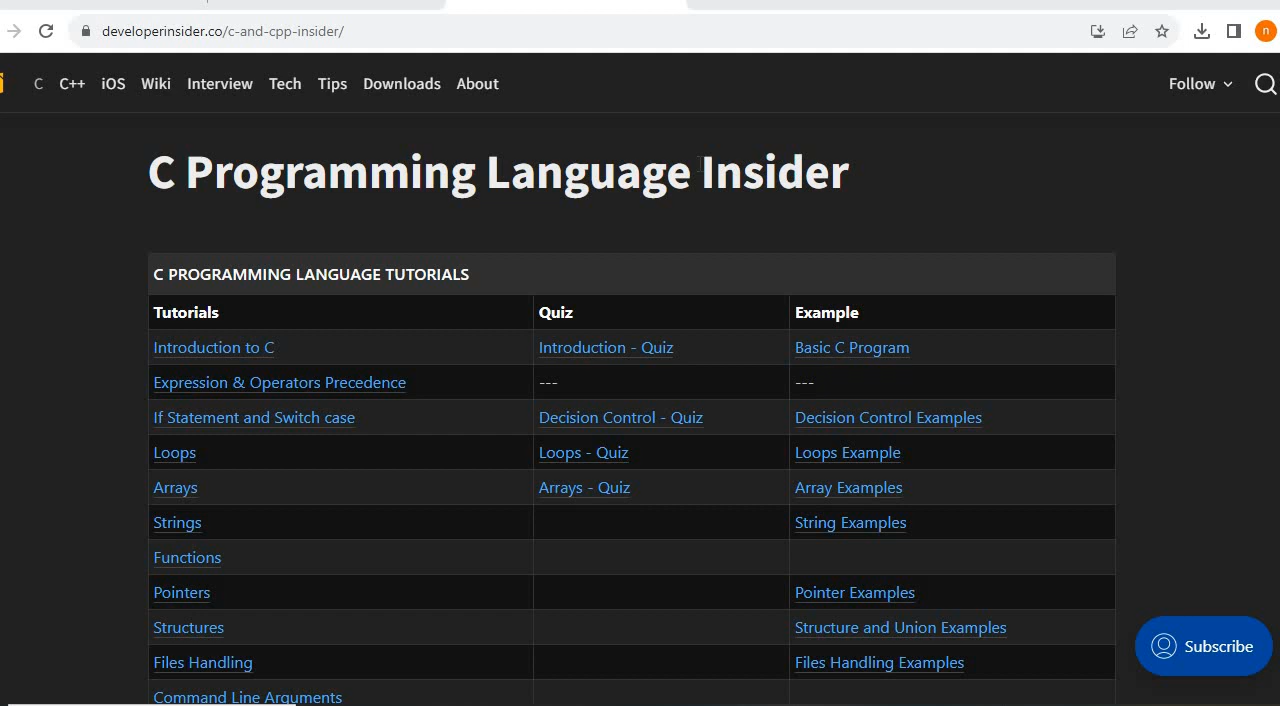 developerinsider.co/c-and-cpp-insider/
n
C C++ iOS Wiki Interview Tech Tips Downloads About Follow
C Programming Language Insider
C PROGRAMMING LANGUAGE TUTORIALS
Tutorials Quiz Example
Introduction to C Introduction - Quiz Basic C Program
Expression & Operators Precedence --- ---
If Statement and Switch case Decision Control - Quiz Decision Control Examples
Loops Loops - Quiz Loops Example
Arrays Arrays - Quiz Array Examples
Strings String Examples
Functions
Pointers Pointer Examples
Structures Structure and Union Examples
Subscribe
Files Handling Files Handling Examples
Command Line Arguments